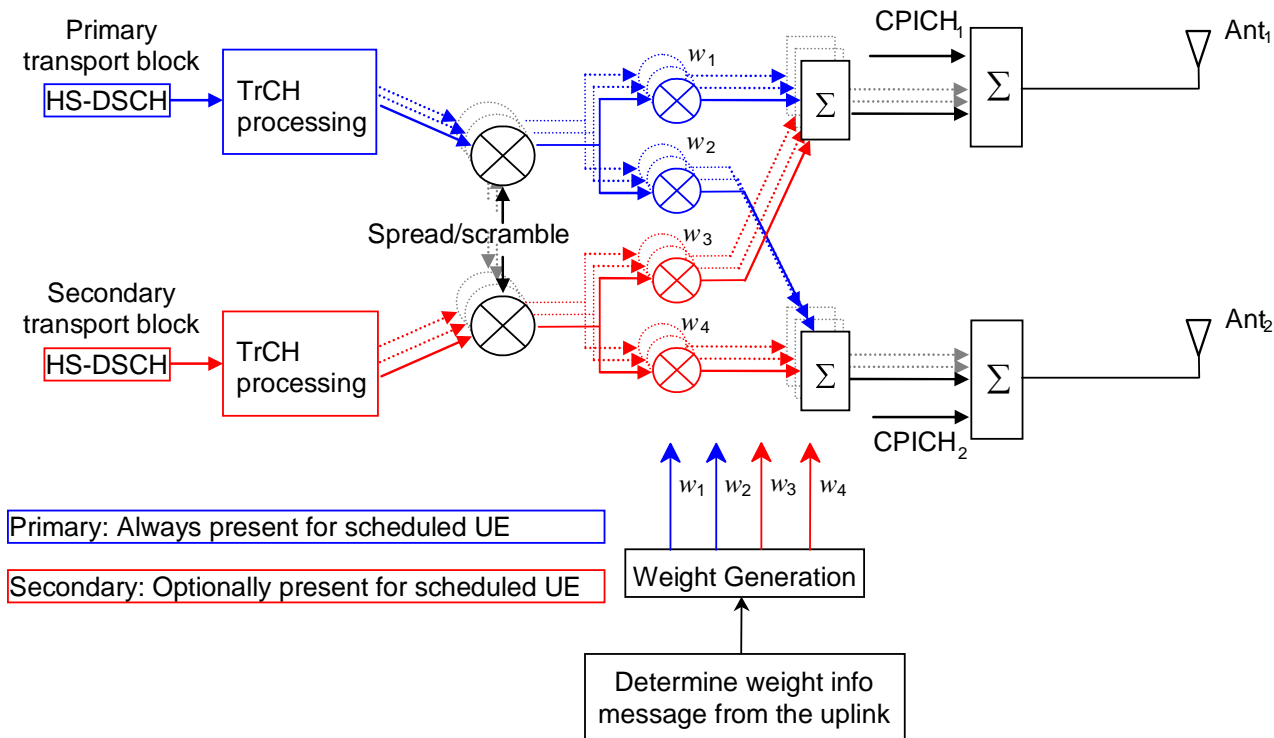 Primary
transport block
HS-DSCH
TrCH
processing
w1
w2
Σ
CPICH1
Σ
Ant1
Spread/scramble
Secondary
transport block
HS-DSCH
TrCH
processing
w3
w4
Σ
CPICH2
Σ
Ant2
w1 w2 w3 w4
Primary: Always present for scheduled UE
Secondary: Optionally present for scheduled UE
Weight Generation
Determine weight info
message from the uplink